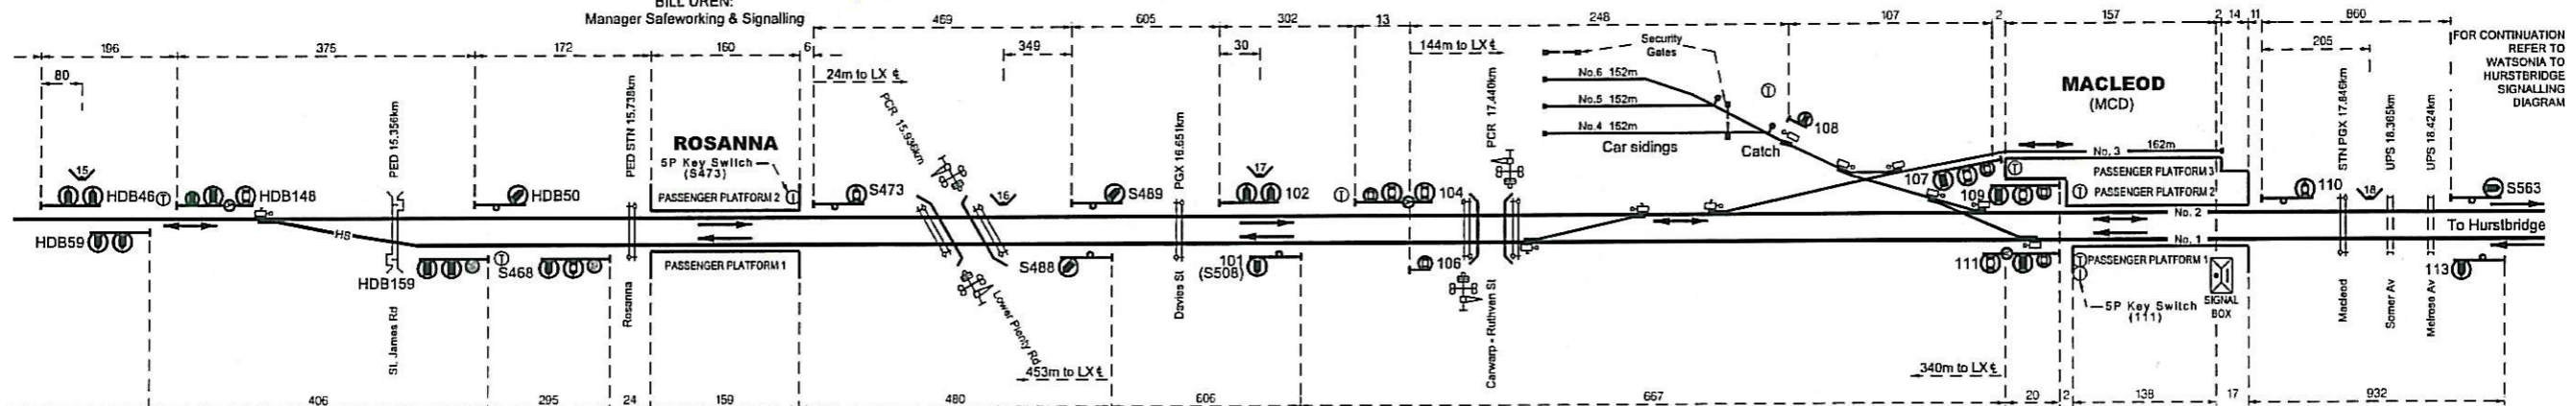 BILL UREN:
Manager Safeworking & Signalling
469 605 302 13 248 107 2 157 2 14 11 860
196 375 172 160 6 349 30 144m to LX ℄ 205
80 24m to LX ℄
FOR CONTINUATION
REFER TO
WATSONIA TO
HURSTBRIDGE
SIGNALLING
DIAGRAM
Security
Gates
No.6 152m
No.5 152m
No.4 152m
Car sidings
Catch
T
108
MACLEOD
(MCD)
PED 15.356km
PED STN 15.738km
PCR 15.936km
PGX 16.651km
PCR 17.440km
STN PGX 17.846km
UPS 18.365km
UPS 18.424km
ROSANNA
5P Key Switch
(S473)
15
HDB46 T
HDB148
HDB50
PASSENGER PLATFORM 2
T
S473
16
S489
17
102
T
104
107
109
T
No. 3 162m
PASSENGER PLATFORM 3
T
PASSENGER PLATFORM 2
110
18
S563
No. 2
HS
To Hurstbridge
No. 1
HDB59
HDB159
T
S468
PASSENGER PLATFORM 1
S488
101
(S508)
106
111
T
PASSENGER PLATFORM 1
SIGNAL
BOX
113
5P Key Switch
(111)
St. James Rd
Rosanna
Lower Plenty Rd
Davies St
Carwarp - Ruthven St
Macleod
Somer Av
Melrose Av
453m to LX ℄
340m to LX ℄
406 295 24 159 480 606 667 20 2 138 17 932